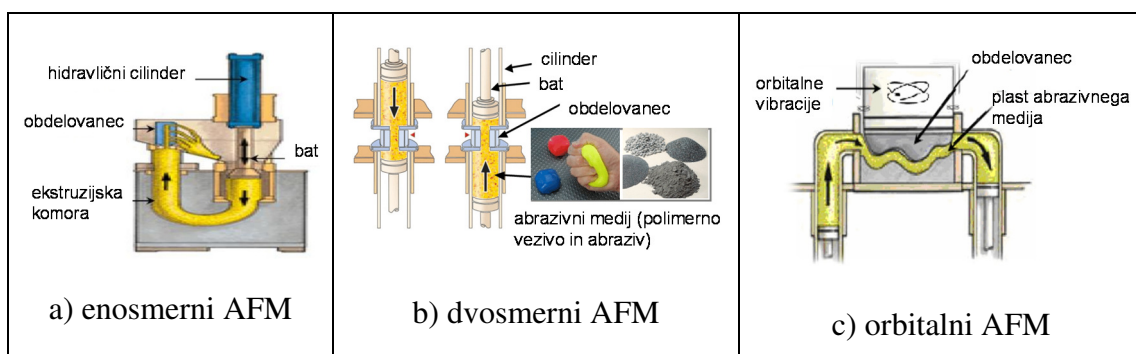 hidravlični cilinder
obdelovanec
bat
ekstruzijska
komora
a) enosmerni AFM
cilinder
bat
obdelovanec
abrazivni medij (polimerno
vezivo in abraziv)
b) dvosmerni AFM
obdelovanec
orbitalne
vibracije
plast abrazivnega
medija
c) orbitalni AFM